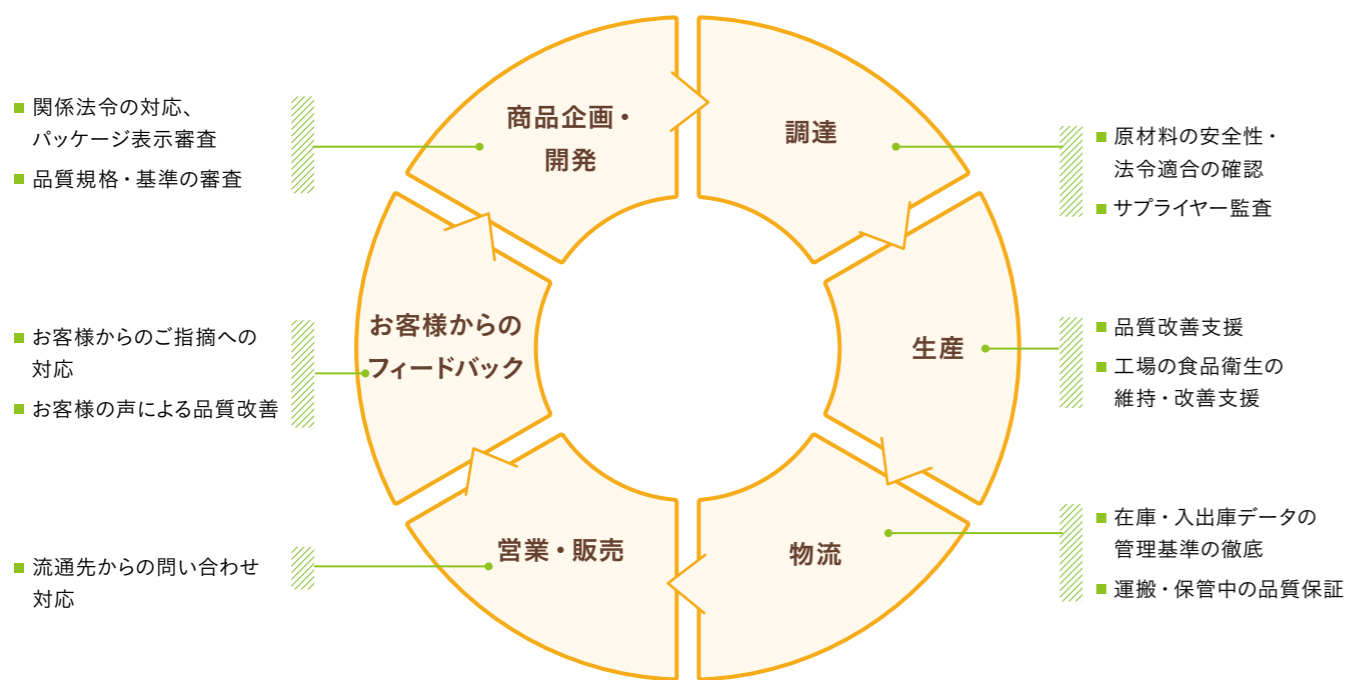 商品企画・
開発
■ 関係法令の対応、
パッケージ表示審査
■ 品質規格・基準の審査
調達
■ 原材料の安全性・
法令適合の確認
■ サプライヤー監査
生産
■ 品質改善支援
■ 工場の食品衛生の
維持・改善支援
物流
■ 在庫・入出庫データの
管理基準の徹底
■ 運搬・保管中の品質保証
営業・販売
■ 流通先からの問い合わせ
対応
お客様からの
フィードバック
■ お客様からのご指摘への
対応
■ お客様の声による品質改善